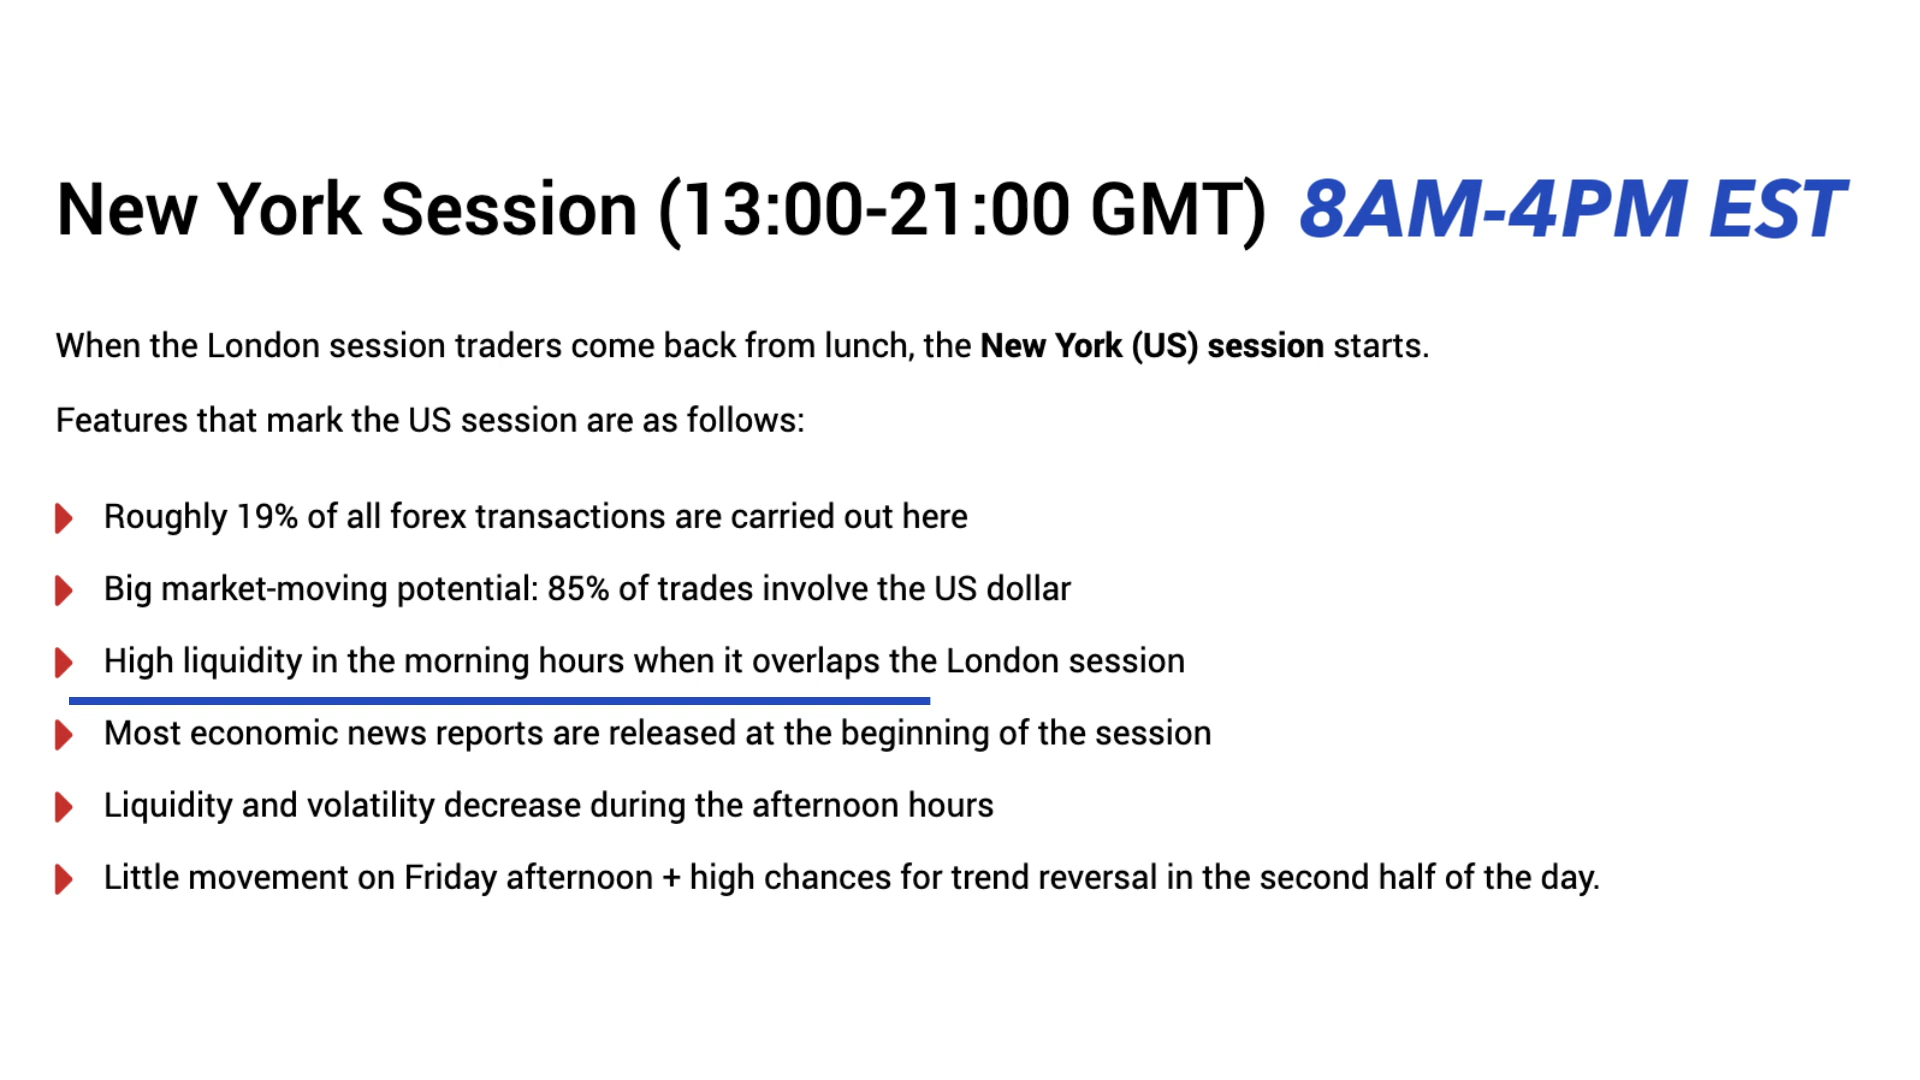 New York Session (13:00-21:00 GMT) 8AM-4PM EST
When the London session traders come back from lunch, the New York (US) session starts.
Features that mark the US session are as follows:
Roughly 19% of all forex transactions are carried out here
Big market-moving potential: 85% of trades involve the US dollar
High liquidity in the morning hours when it overlaps the London session
Most economic news reports are released at the beginning of the session
Liquidity and volatility decrease during the afternoon hours
Little movement on Friday afternoon + high chances for trend reversal in the second half of the day.